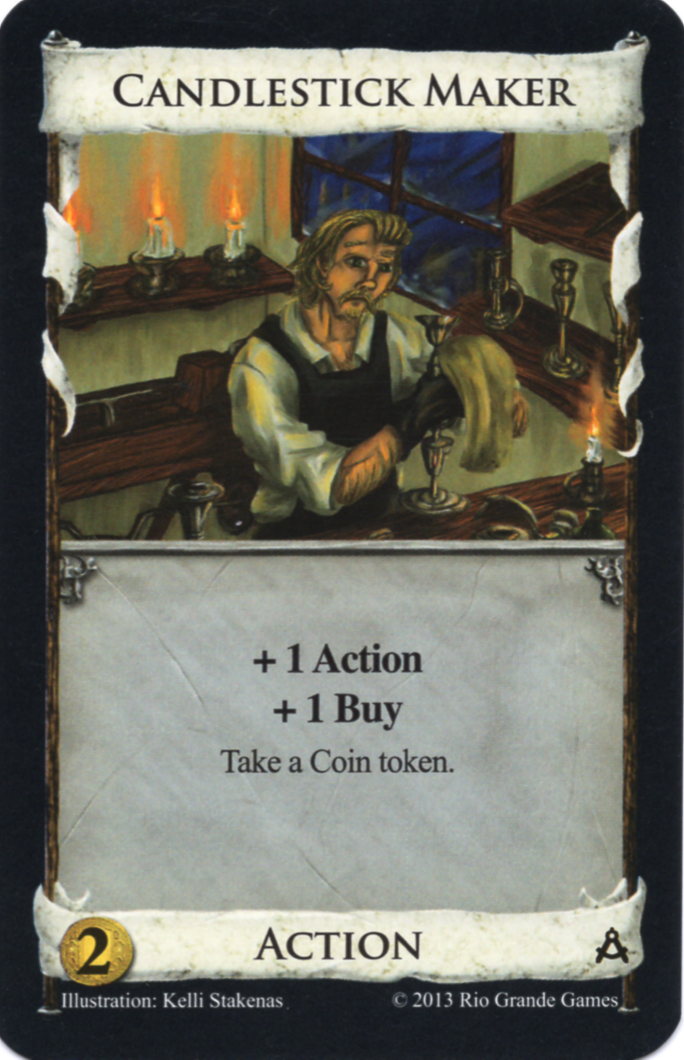 CANDLESTICK MAKER
+ 1 Action
+ 1 Buy
Take a Coin token.
2
ACTION
Illustration: Kelli Stakenas
© 2013 Rio Grande Games